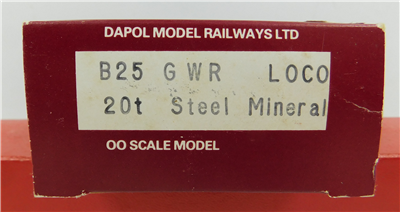 DAPOL MODEL RAILWAYS LTD
B25 GWR LOCO
20t Steel Mineral
OO SCALE MODEL